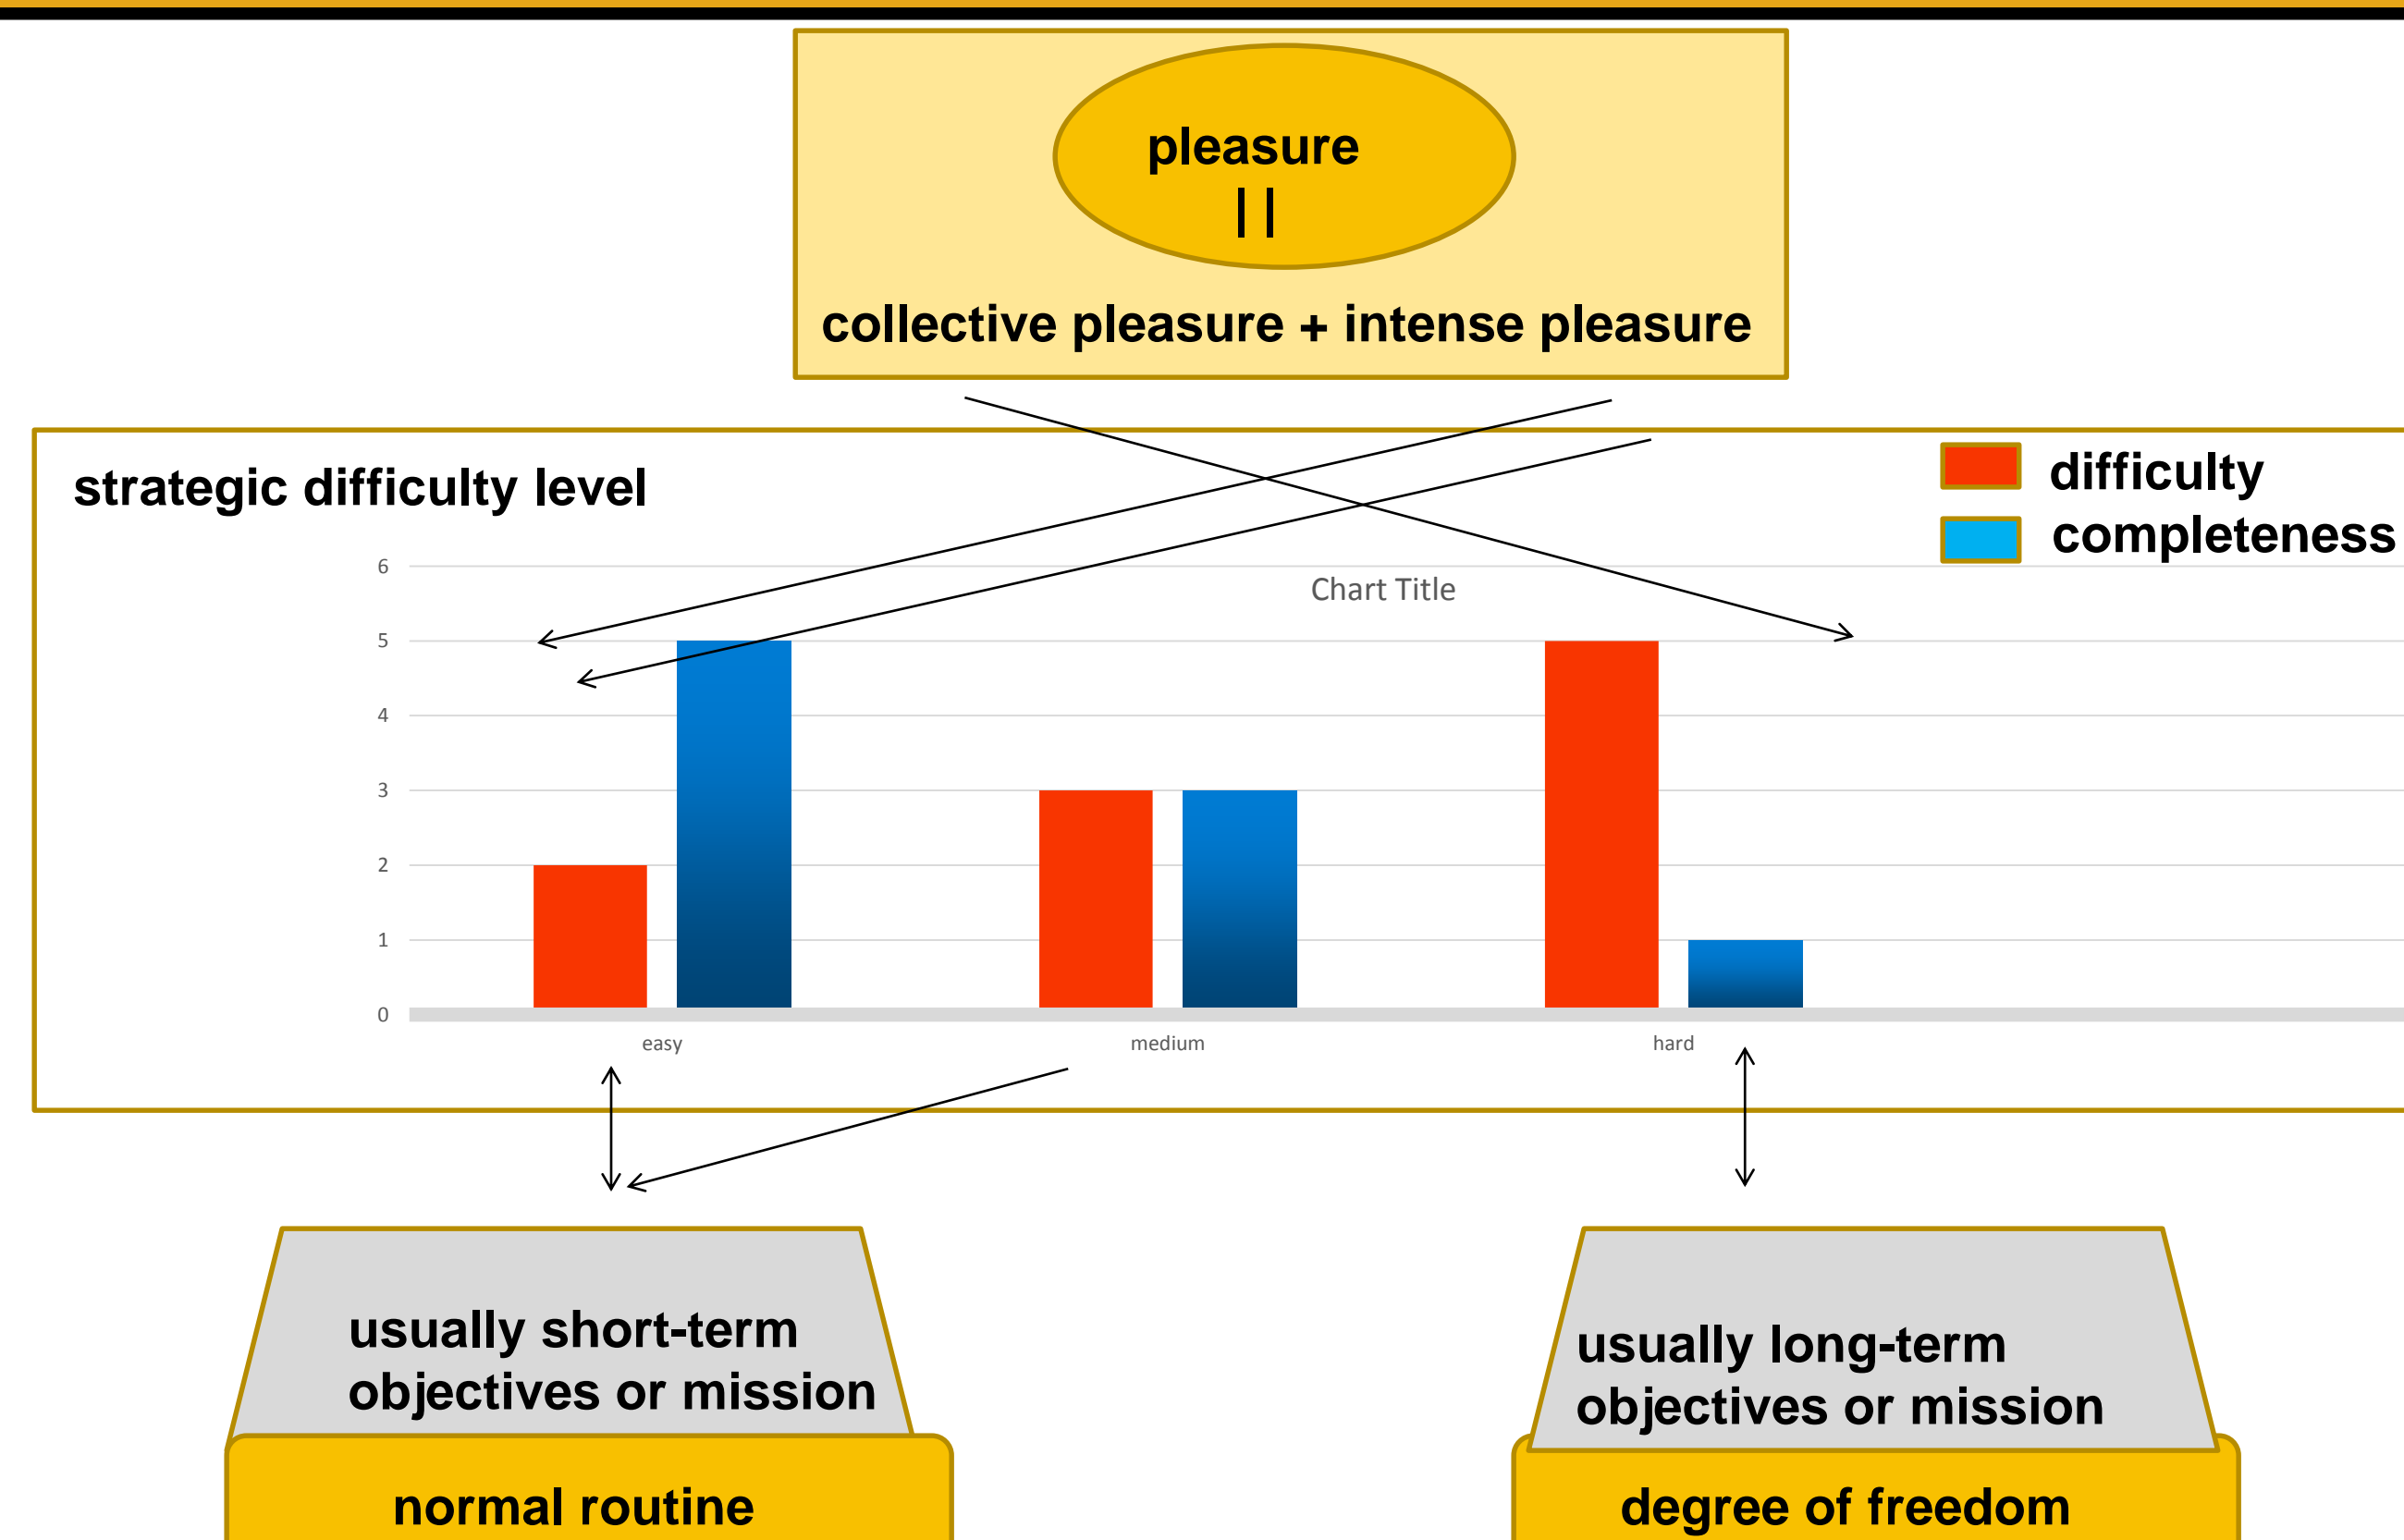 pleasure
||
collective pleasure + intense pleasure
strategic difficulty level
difficulty
completeness
Chart Title
6
5
4
3
2
1
0
easy
medium
hard
usually short-term
objectives or mission
normal routine
usually long-term
objectives or mission
degree of freedom